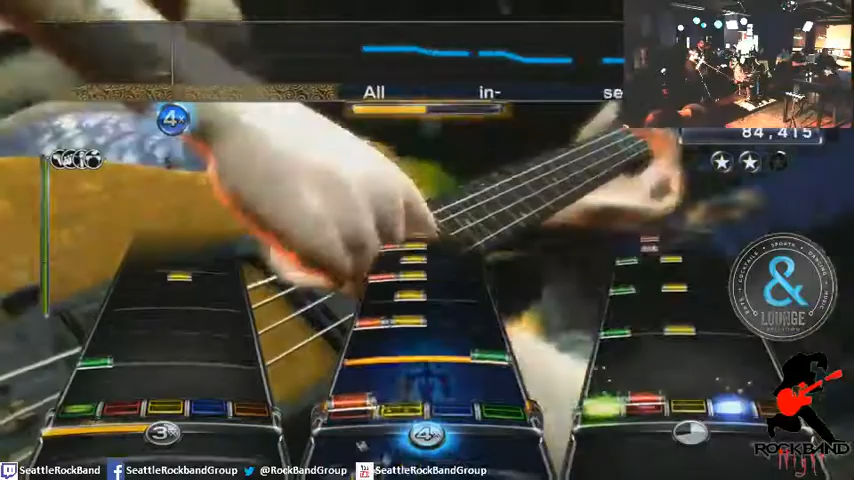 All in- se
4x
84,415
& LOUNGE
3x
4x
ROCKBAND
SeattleRockBand SeattleRockbandGroup @RockBandGroup SeattleRockBandGroup